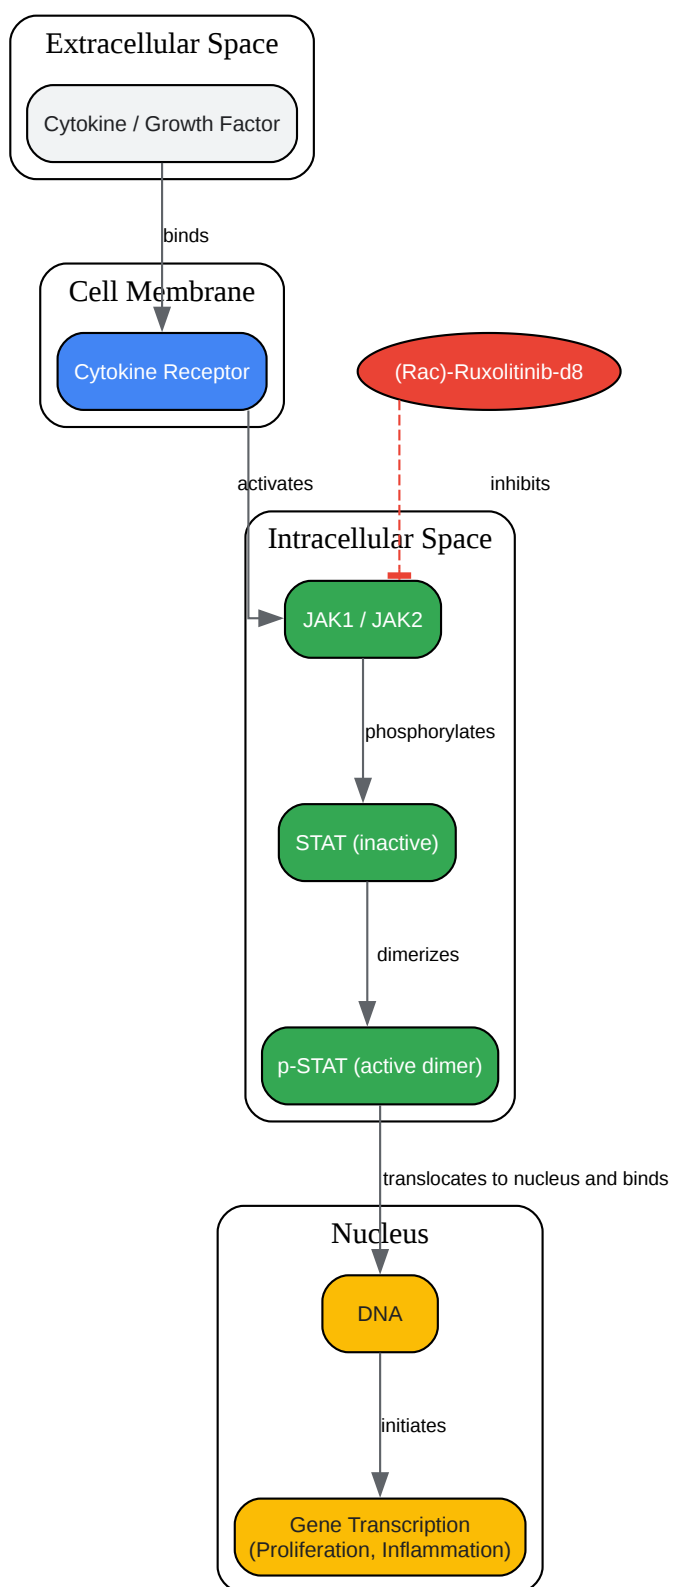 Extracellular Space
Cytokine / Growth Factor
binds
Cell Membrane
Cytokine Receptor
(Rac)-Ruxolitinib-d8
activates
inhibits
Intracellular Space
JAK1 / JAK2
phosphorylates
STAT (inactive)
dimerizes
p-STAT (active dimer)
translocates to nucleus and binds
Nucleus
DNA
initiates
Gene Transcription
(Proliferation, Inflammation)